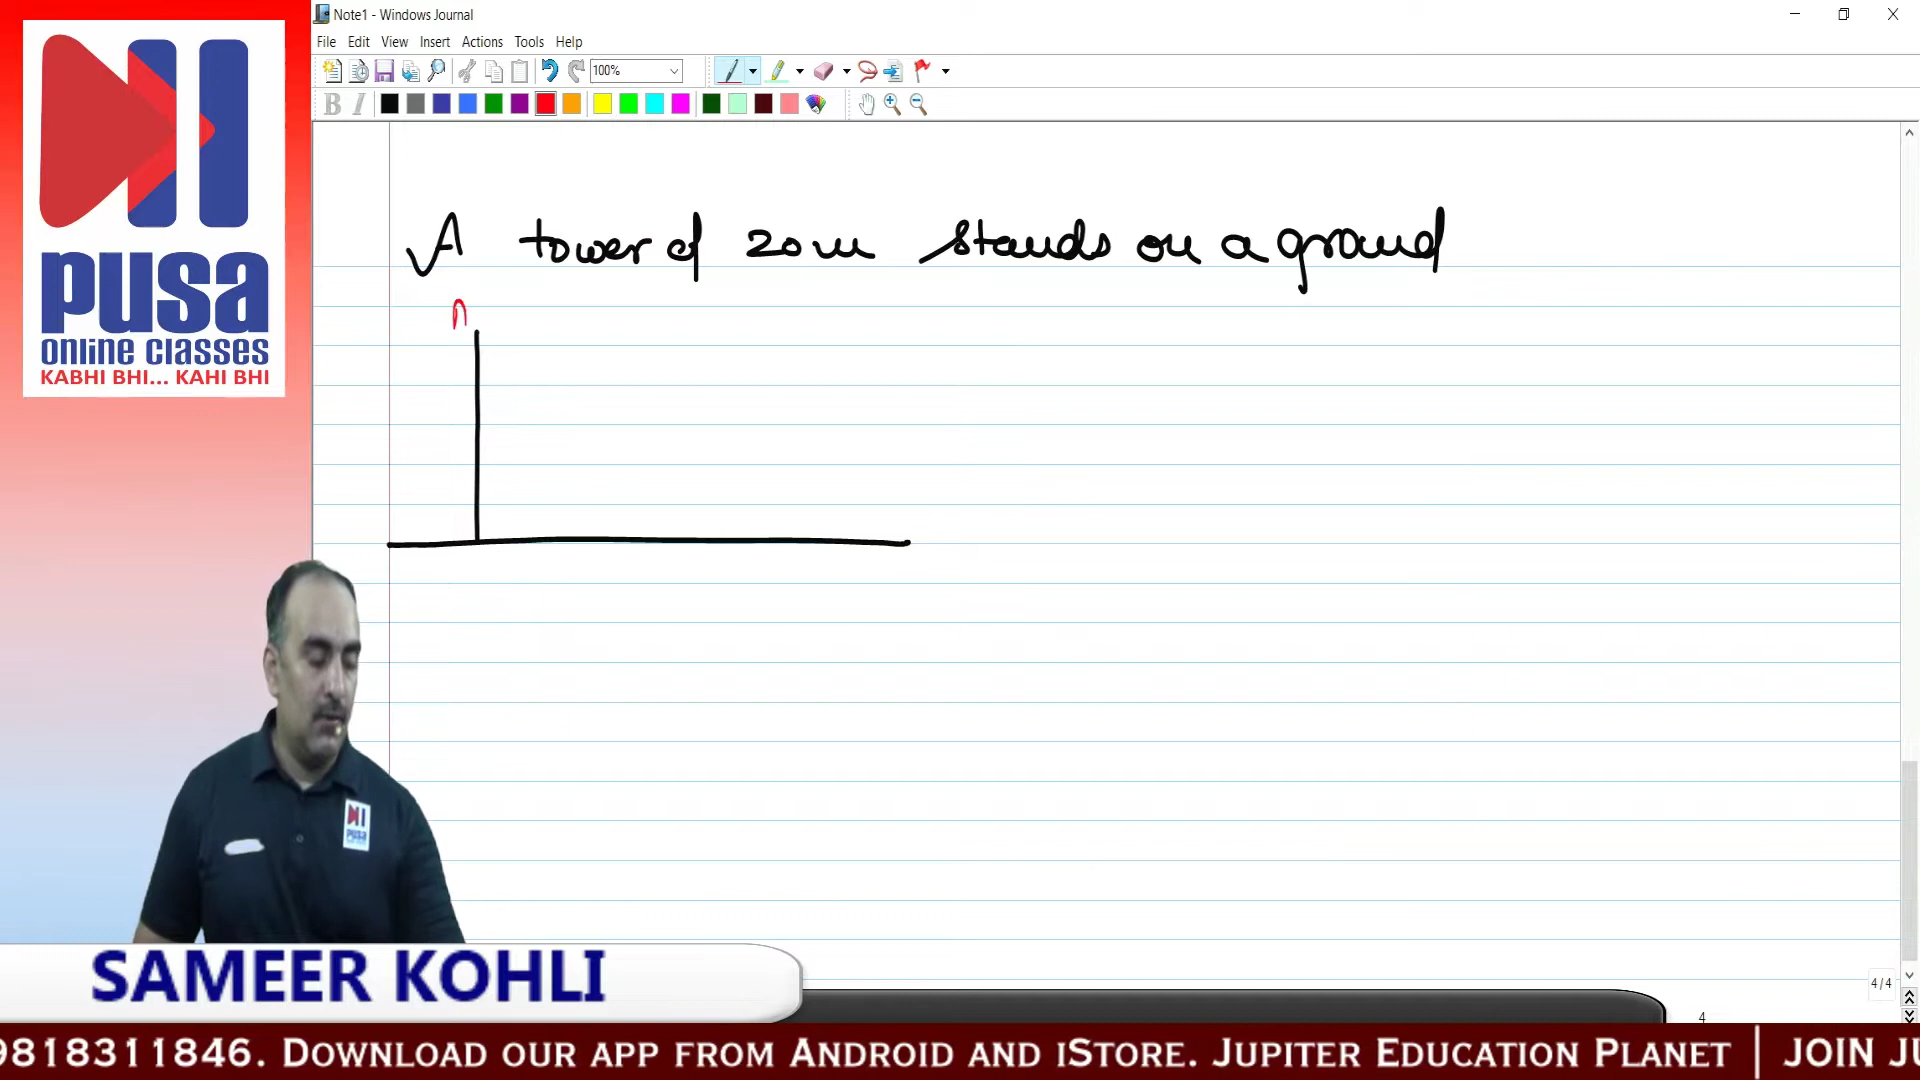 Note1 - Windows Journal
File Edit View Insert Actions Tools Help
100%
B I
PUSA
ONLINE CLASSES
KABHI BHI... KAHI BHI
A tower of 20m stands on a ground
PUSA
SAMEER KOHLI
4/4
4
9818311846. DOWNLOAD OUR APP FROM ANDROID AND ISTORE. JUPITER EDUCATION PLANET | JOIN JU